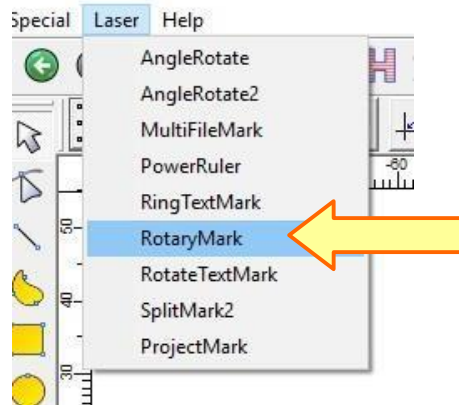 Special Laser Help
AngleRotate
AngleRotate2
MultiFileMark
PowerRuler
RingTextMark
RotaryMark
RotateTextMark
SplitMark2
ProjectMark
-60
50
40
30